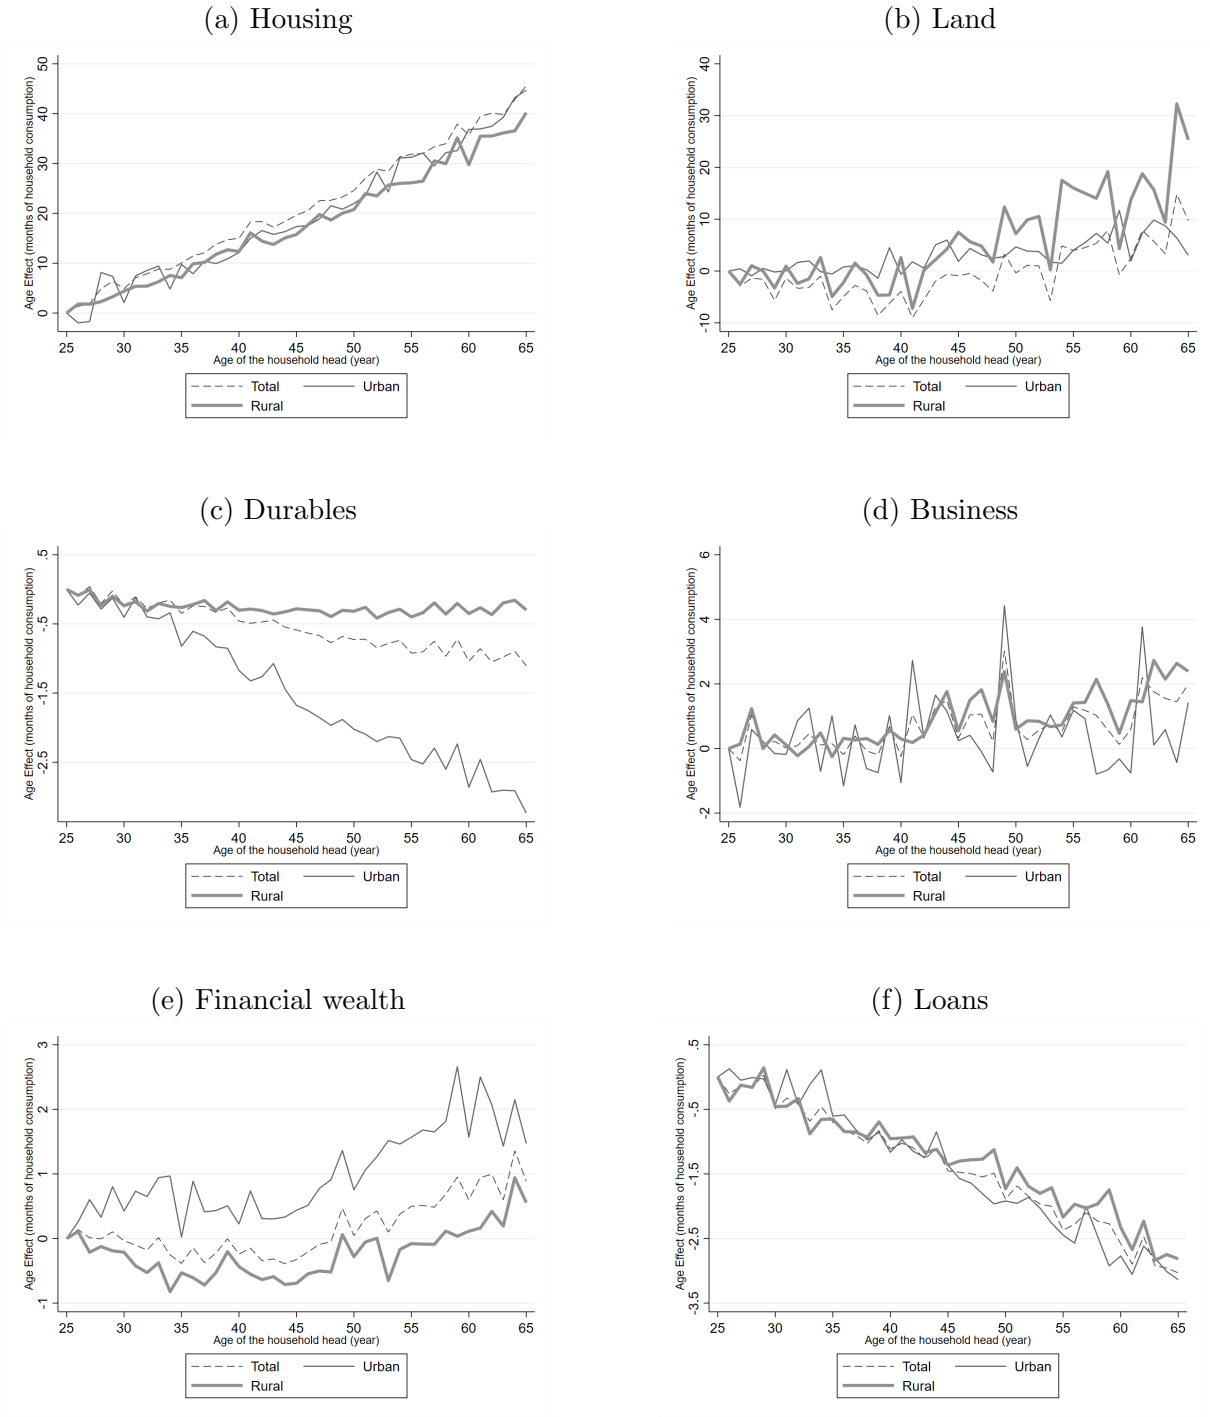 (a) Housing
Age Effect (months of household consumption)
50
40
30
20
10
0
25 30 35 40 45 50 55 60 65
Age of the household head (year)
Total Urban
Rural
(b) Land
Age Effect (months of household consumption)
40
30
20
10
0
-10
25 30 35 40 45 50 55 60 65
Age of the household head (year)
Total Urban
Rural
(c) Durables
Age Effect (months of household consumption)
.5
-.5
-1.5
-2.5
25 30 35 40 45 50 55 60 65
Age of the household head (year)
Total Urban
Rural
(d) Business
Age Effect (months of household consumption)
6
4
2
0
-2
25 30 35 40 45 50 55 60 65
Age of the household head (year)
Total Urban
Rural
(e) Financial wealth
Age Effect (months of household consumption)
3
2
1
0
-1
25 30 35 40 45 50 55 60 65
Age of the household head (year)
Total Urban
Rural
(f) Loans
Age Effect (months of household consumption)
.5
-.5
-1.5
-2.5
-3.5
25 30 35 40 45 50 55 60 65
Age of the household head (year)
Total Urban
Rural